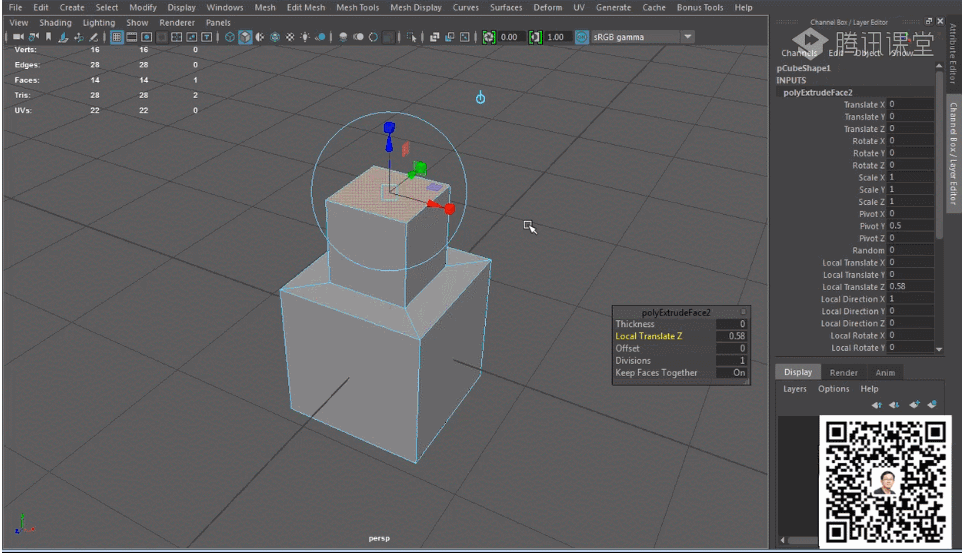 File Edit Create Select Modify Display Windows Mesh Edit Mesh Mesh Tools Mesh Display Curves Surfaces Deform UV Generate Cache Bonus Tools Help
View Shading Lighting Show Renderer Panels
0.00 1.00 sRGB gamma
Verts: 16 16 0
Edges: 28 28 0
Faces: 14 14 1
Tris: 28 28 2
UVs: 22 22 0
persp
polyExtrudeFace2
Thickness 0
Local Translate Z 0.58
Offset 0
Divisions 1
Keep Faces Together On
Channel Box / Layer Editor
腾讯课堂
Channels Edit Object Show
pCubeShape1
INPUTS
polyExtrudeFace2
Translate X 0
Translate Y 0
Translate Z 0
Rotate X 0
Rotate Y 0
Rotate Z 0
Scale X 1
Scale Y 1
Scale Z 1
Pivot X 0
Pivot Y 0.5
Pivot Z 0
Random 0
Local Translate X 0
Local Translate Y 0
Local Translate Z 0.58
Local Direction X 1
Local Direction Y 0
Local Direction Z 0
Local Rotate X 0
Local Rotate Y 0
Display Render Anim
Layers Options Help
Attribute Editor
Channel Box / Layer Editor